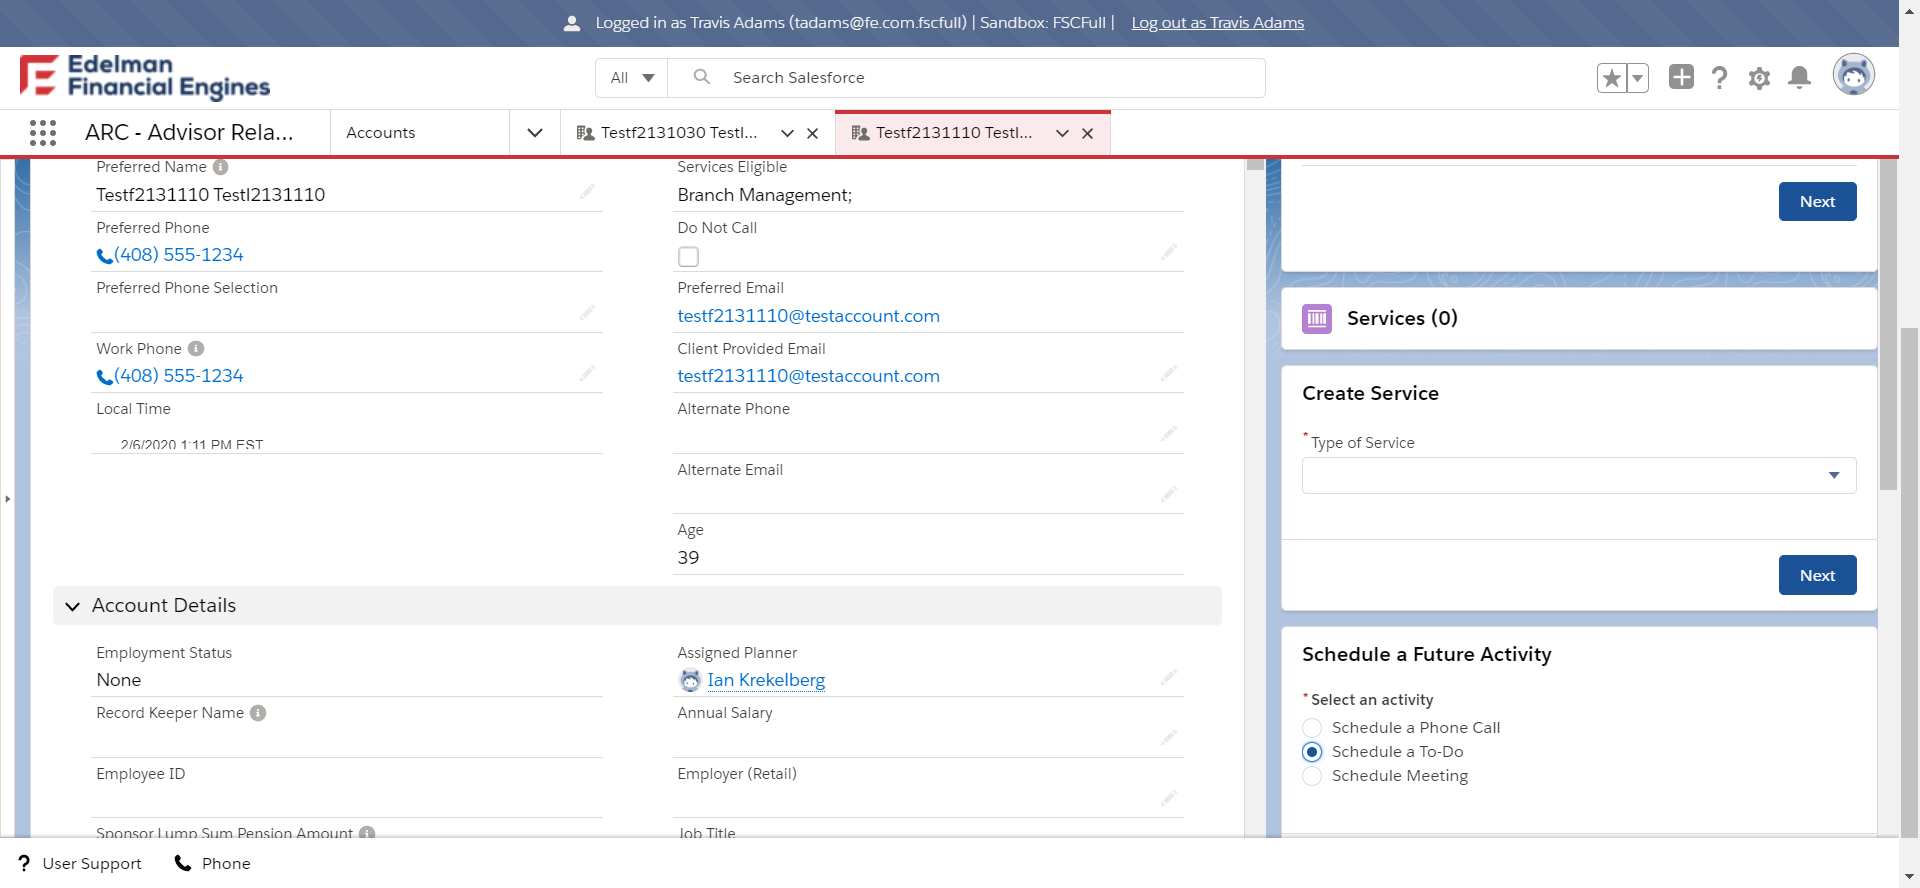 Logged in as Travis Adams (tadams@fe.com.fscfull) | Sandbox: FSCFull | Log out as Travis Adams
Edelman
Financial Engines
All
Search Salesforce
ARC - Advisor Rela...
Accounts
Testf2131030 Testl...
Testf2131110 Testl...
Preferred Name
Testf2131110 Testl2131110
Preferred Phone
(408) 555-1234
Preferred Phone Selection
Work Phone
(408) 555-1234
Local Time
2/6/2020 1:11 PM EST
Services Eligible
Branch Management;
Do Not Call
Preferred Email
testf2131110@testaccount.com
Client Provided Email
testf2131110@testaccount.com
Alternate Phone
Alternate Email
Age
39
Account Details
Employment Status
None
Record Keeper Name
Employee ID
Sponsor Lump Sum Pension Amount
Assigned Planner
Ian Krekelberg
Annual Salary
Employer (Retail)
Job Title
Next
Services (0)
Create Service
*Type of Service
Next
Schedule a Future Activity
*Select an activity
Schedule a Phone Call
Schedule a To-Do
Schedule Meeting
? User Support
Phone